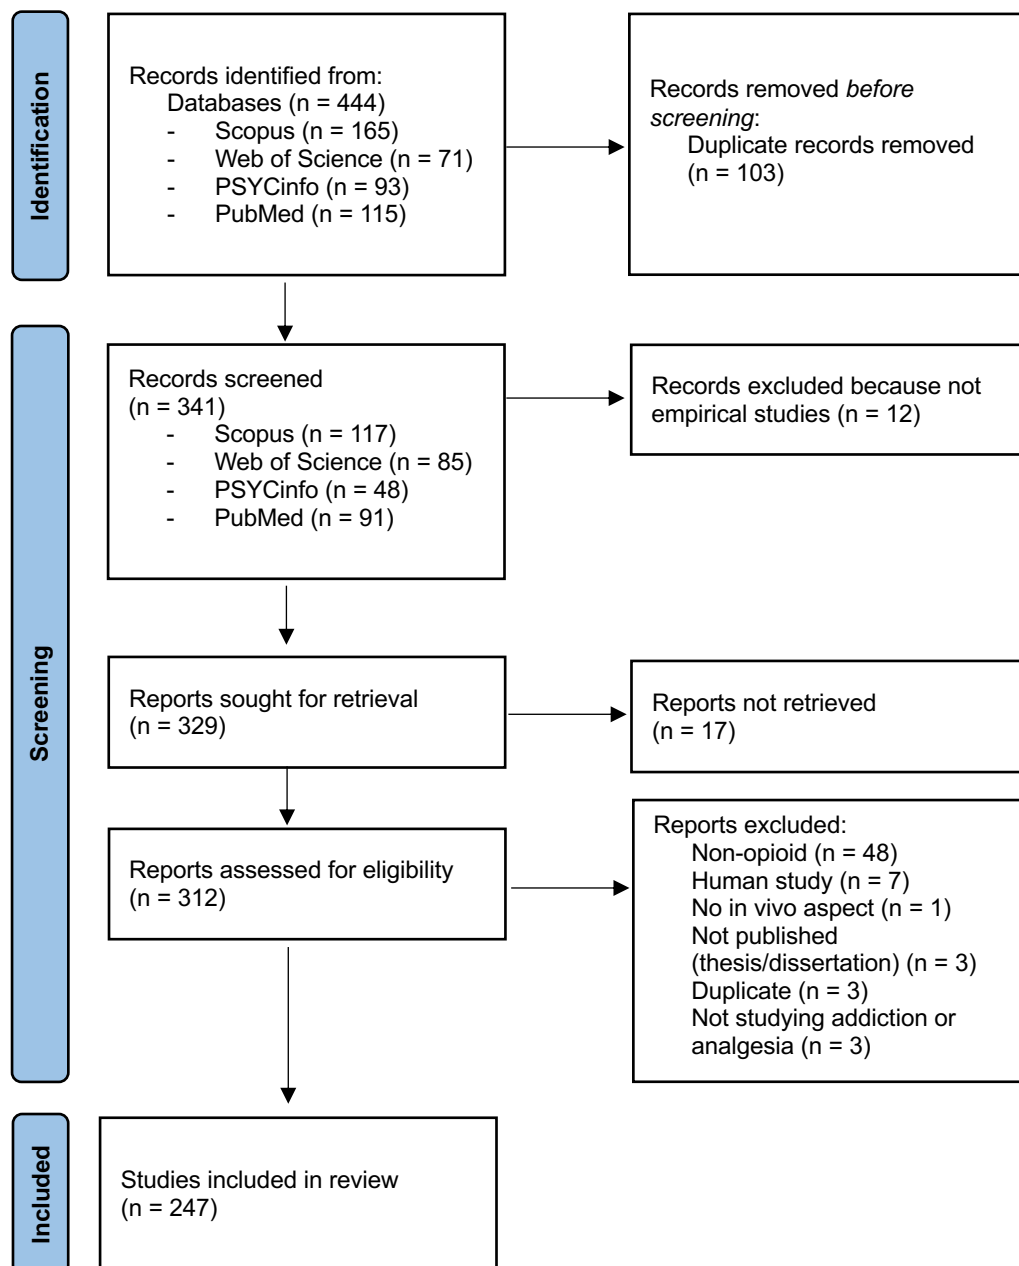 Identification
Records identified from:
Databases (n = 444)
- Scopus (n = 165)
- Web of Science (n = 71)
- PSYCinfo (n = 93)
- PubMed (n = 115)
Records removed before
screening:
Duplicate records removed
(n = 103)
Screening
Records screened
(n = 341)
- Scopus (n = 117)
- Web of Science (n = 85)
- PSYCinfo (n = 48)
- PubMed (n = 91)
Records excluded because not
empirical studies (n = 12)
Reports sought for retrieval
(n = 329)
Reports not retrieved
(n = 17)
Reports assessed for eligibility
(n = 312)
Reports excluded:
Non-opioid (n = 48)
Human study (n = 7)
No in vivo aspect (n = 1)
Not published
(thesis/dissertation) (n = 3)
Duplicate (n = 3)
Not studying addiction or
analgesia (n = 3)
Included
Studies included in review
(n = 247)